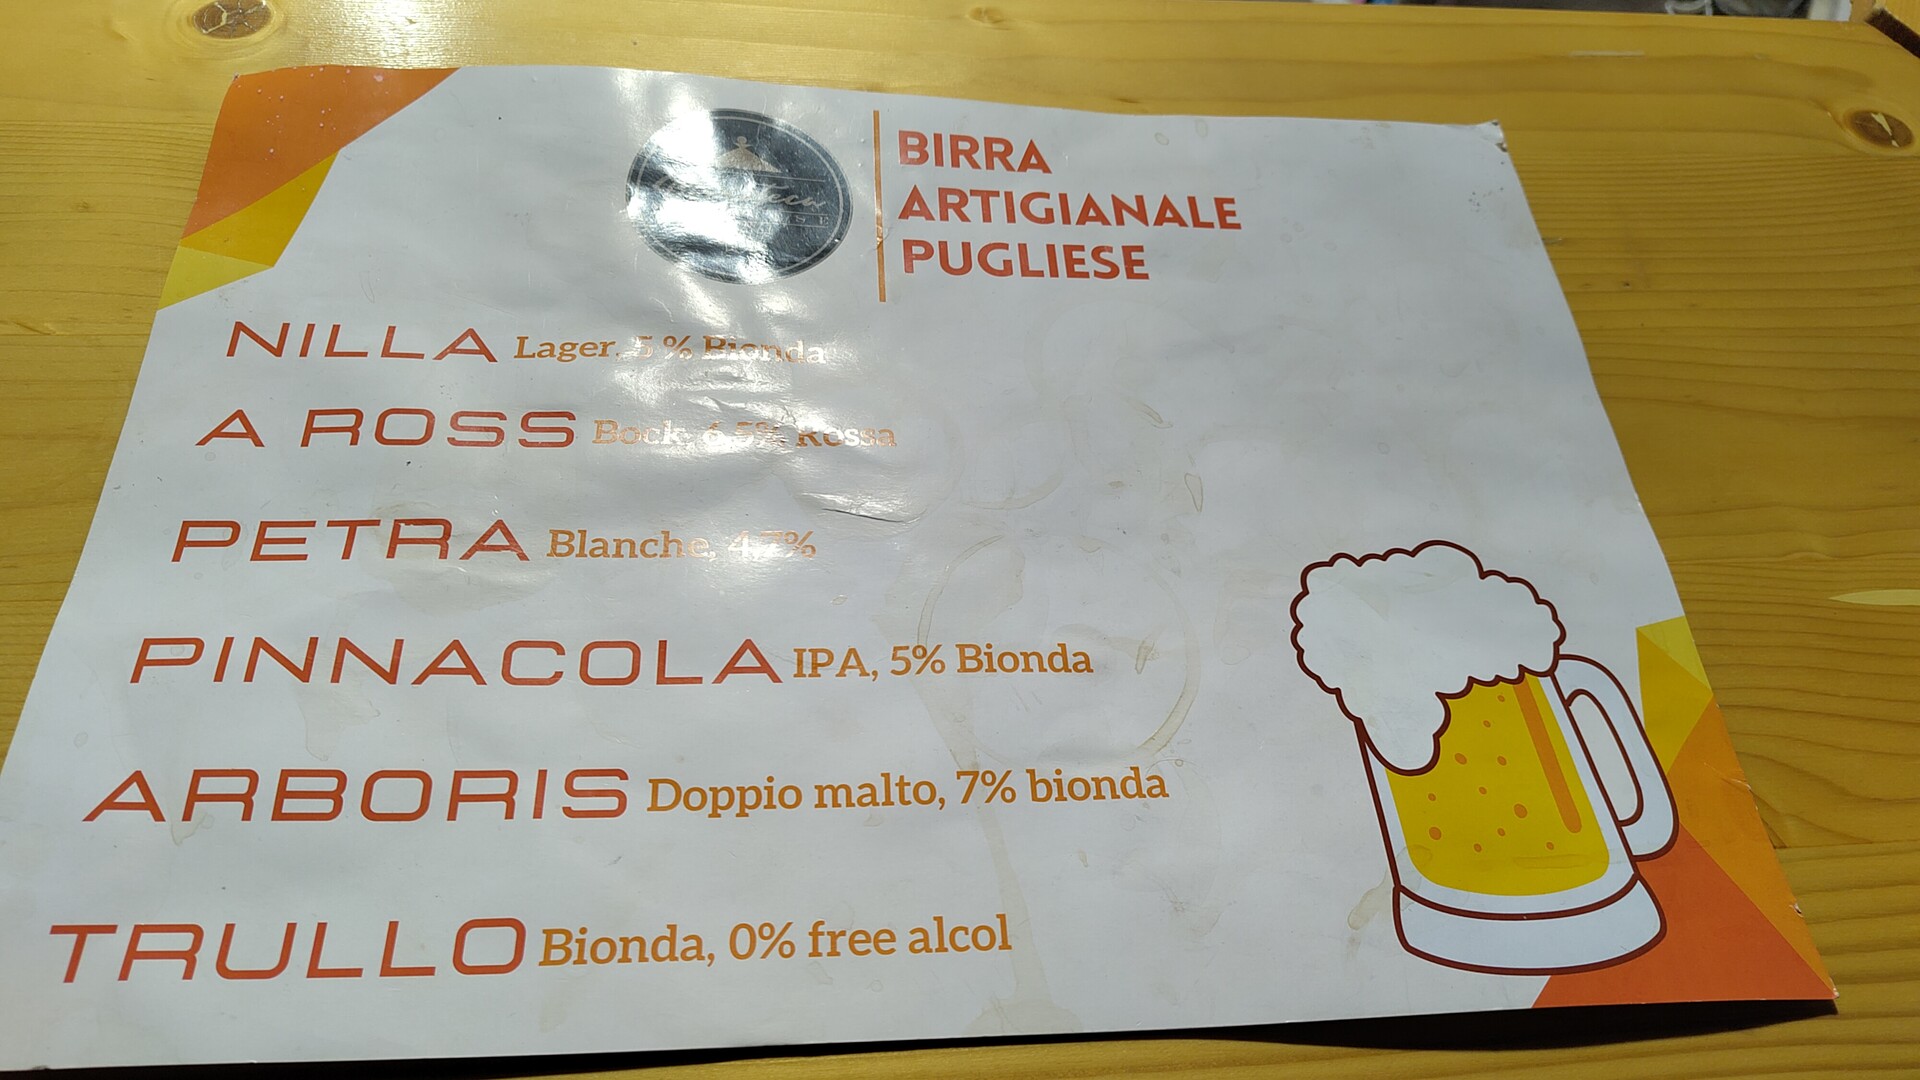 BIRRA
ARTIGIANALE
PUGLIESE
NILLA Lager, 5 % Bionda
A ROSS Bock, 6.5% Rossa
PETRA Blanche, 4.7%
PINNACOLA IPA, 5% Bionda
ARBORIS Doppio malto, 7% bionda
TRULLO Bionda, 0% free alcol